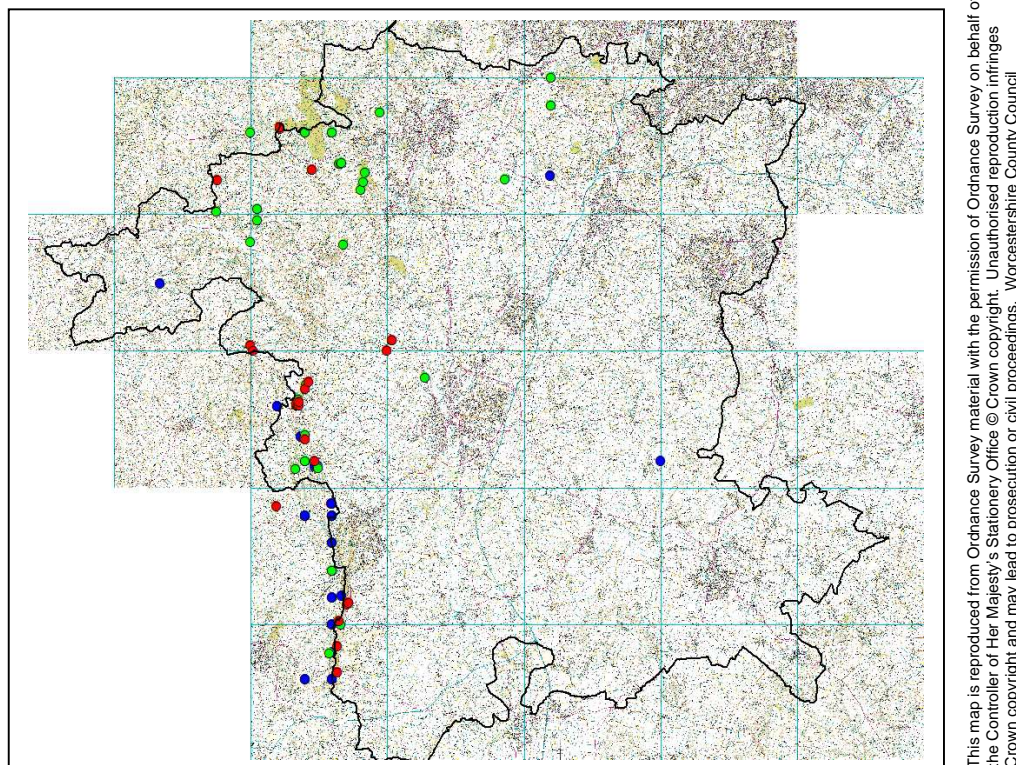 This map is reproduced from Ordnance Survey material with the permission of Ordnance Survey on behalf of
the Controller of Her Majesty's Stationery Office © Crown copyright. Unauthorised reproduction infringes
Crown copyright and may lead to prosecution or civil proceedings. Worcestershire County Council